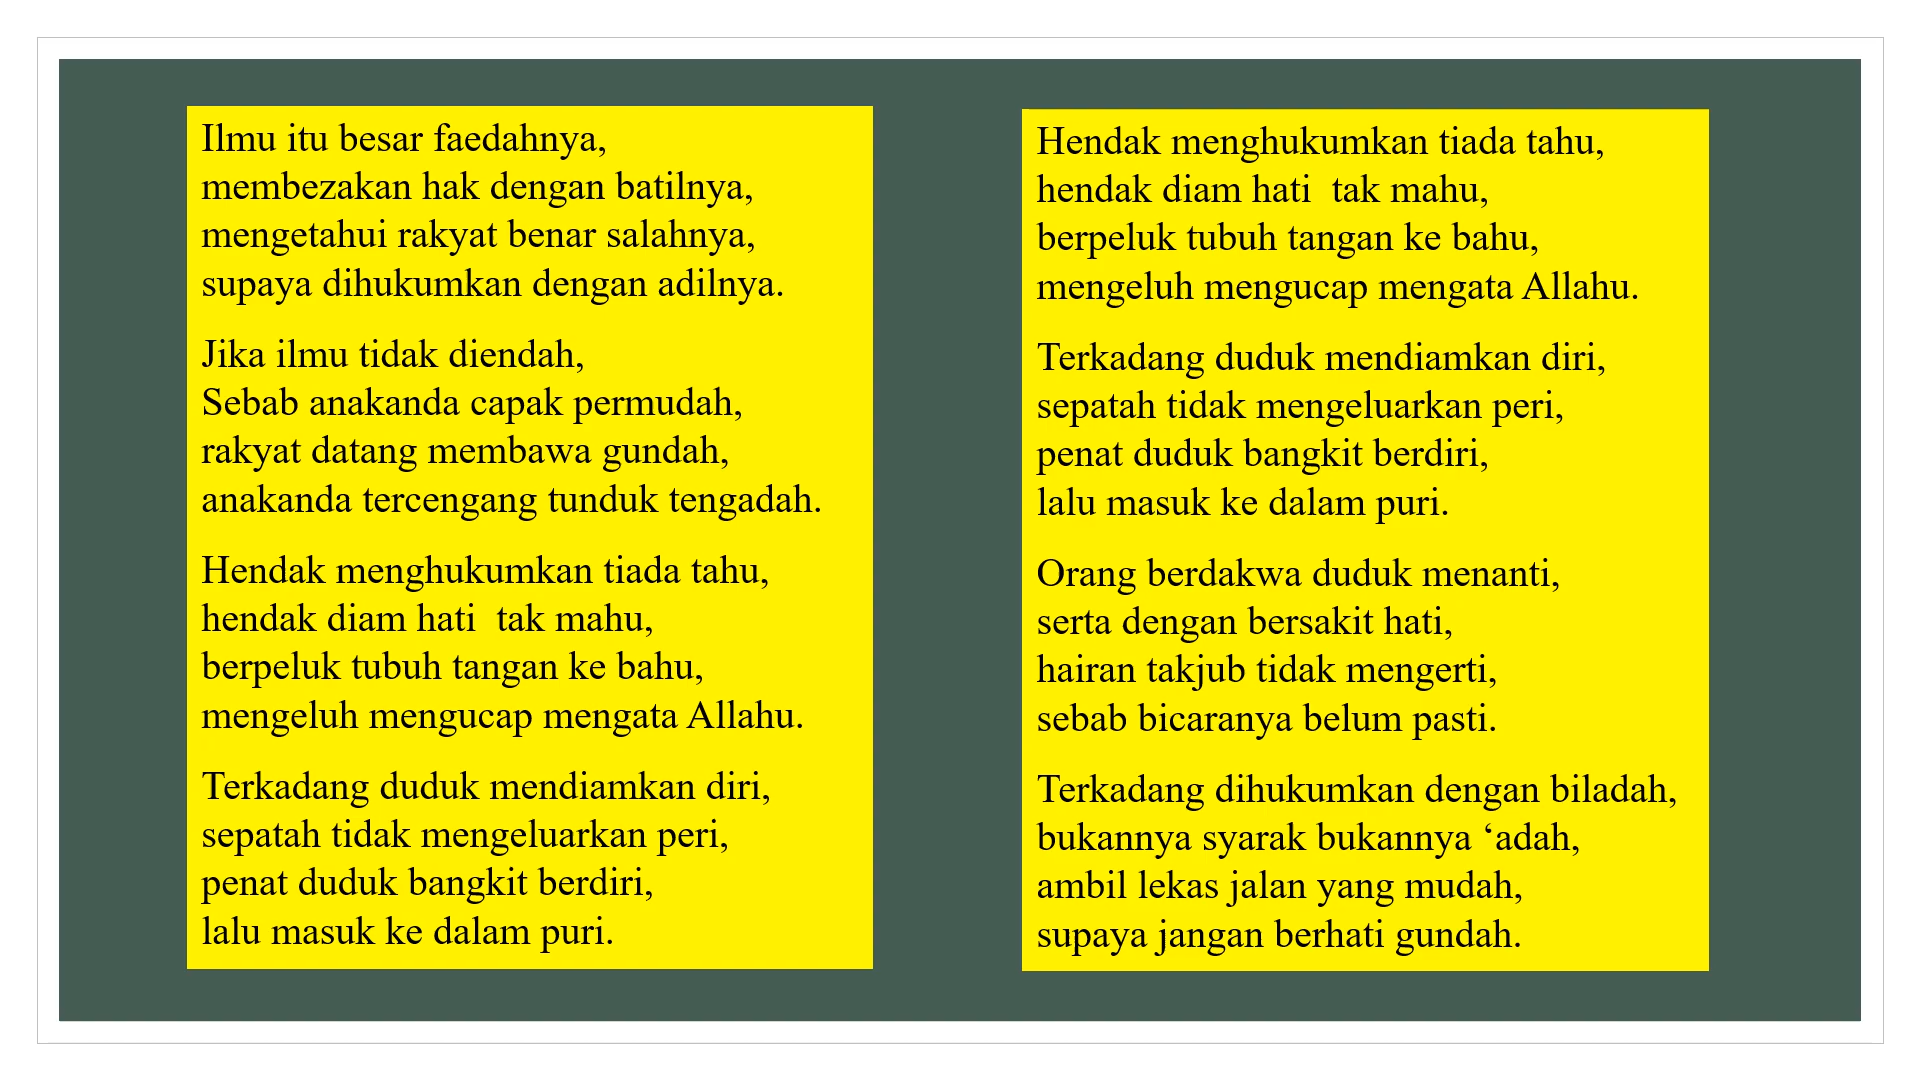 Ilmu itu besar faedahnya,
membezakan hak dengan batilnya,
mengetahui rakyat benar salahnya,
supaya dihukumkan dengan adilnya.
Jika ilmu tidak diendah,
Sebab anakanda capak permudah,
rakyat datang membawa gundah,
anakanda tercengang tunduk tengadah.
Hendak menghukumkan tiada tahu,
hendak diam hati  tak mahu,
berpeluk tubuh tangan ke bahu,
mengeluh mengucap mengata Allahu.
Terkadang duduk mendiamkan diri,
sepatah tidak mengeluarkan peri,
penat duduk bangkit berdiri,
lalu masuk ke dalam puri.
Hendak menghukumkan tiada tahu,
hendak diam hati  tak mahu,
berpeluk tubuh tangan ke bahu,
mengeluh mengucap mengata Allahu.
Terkadang duduk mendiamkan diri,
sepatah tidak mengeluarkan peri,
penat duduk bangkit berdiri,
lalu masuk ke dalam puri.
Orang berdakwa duduk menanti,
serta dengan bersakit hati,
hairan takjub tidak mengerti,
sebab bicaranya belum pasti.
Terkadang dihukumkan dengan biladah,
bukannya syarak bukannya ‘adah,
ambil lekas jalan yang mudah,
supaya jangan berhati gundah.